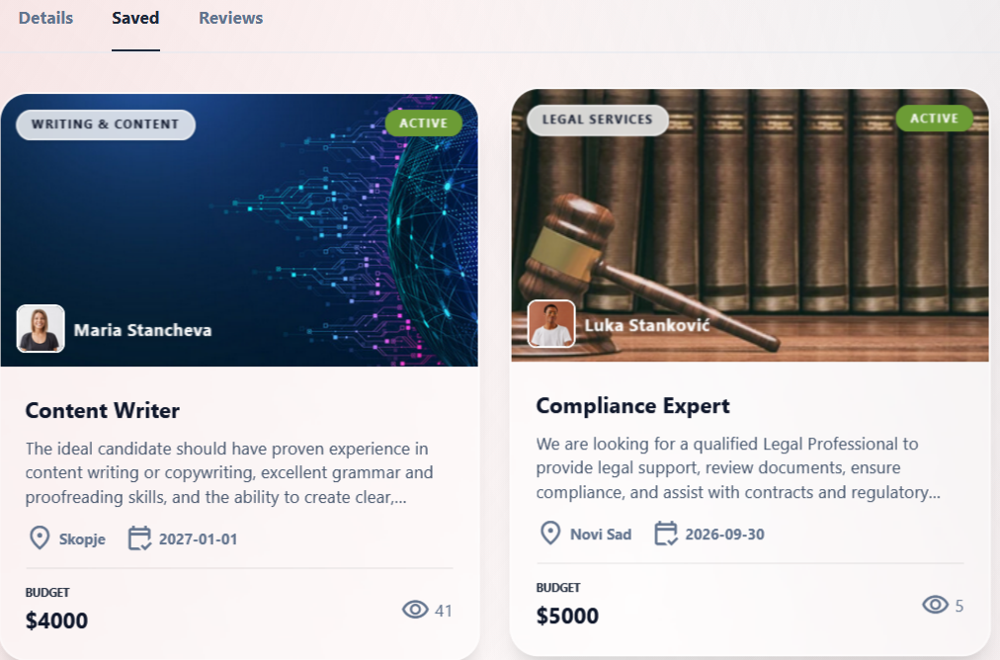 Details Saved Reviews
WRITING & CONTENT
ACTIVE
Maria Stancheva
Content Writer
The ideal candidate should have proven experience in
content writing or copywriting, excellent grammar and
proofreading skills, and the ability to create clear,...
Skopje 2027-01-01
BUDGET
$4000
41
LEGAL SERVICES
ACTIVE
Luka Stanković
Compliance Expert
We are looking for a qualified Legal Professional to
provide legal support, review documents, ensure
compliance, and assist with contracts and regulatory...
Novi Sad 2026-09-30
BUDGET
$5000
5